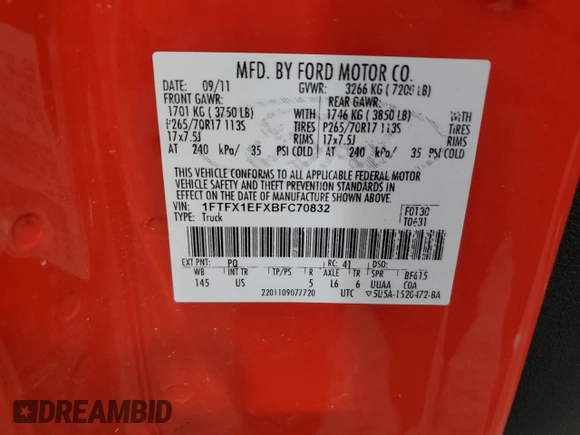 MFD. BY FORD MOTOR CO.
DATE: 09/11 GVWR: 3266 KG ( 7200 LB)
FRONT GAWR: REAR GAWR:
1701 KG ( 3750 LB) WITH 1746 KG ( 3850 LB) WITH
P265/70R17 113S TIRES P265/70R17 113S TIRES
17x7.5J RIMS 17x7.5J RIMS
AT 240 kPa/ 35 PSI COLD AT 240 kPa/ 35 PSI COLD
THIS VEHICLE CONFORMS TO ALL APPLICABLE FEDERAL MOTOR
VEHICLE SAFETY AND THEFT PREVENTION STANDARDS IN
EFFECT ON THE DATE OF MANUFACTURE SHOWN ABOVE.
VIN: 1FTFX1EFXBFC70832 F0130
TYPE: Truck T0631
EXT PNT: PQ RC: 41 DSO:
WB INT TR TP/PS R AXLE TR SPR BF615
145 US 5 L6 6 UUAA COA
2201109077720 UTC 5U5A-1520472-BA
DREAMBID